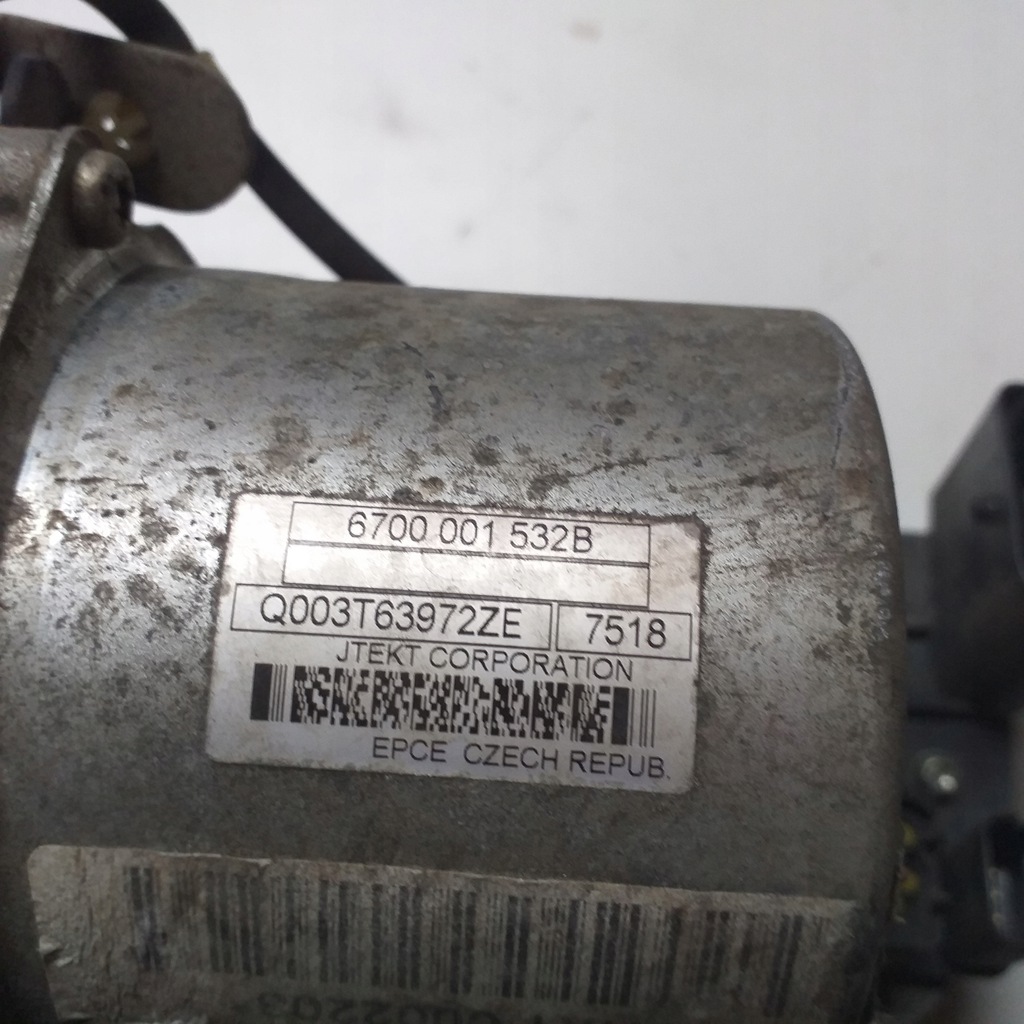 6700 001 532B
Q003T63972ZE 7518
JTEKT CORPORATION
EPCE CZECH REPUB.